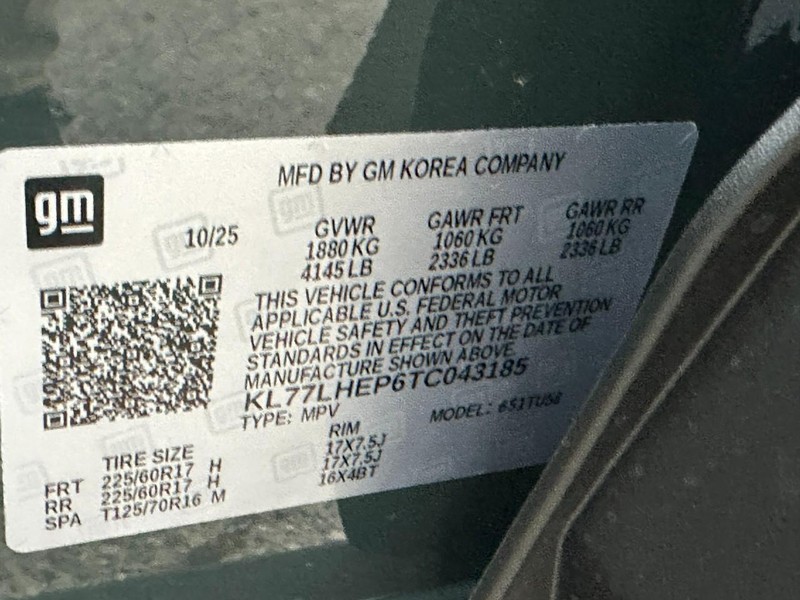 gm
MFD BY GM KOREA COMPANY
10/25
GVWR GAWR FRT GAWR RR
1880 KG 1060 KG 1060 KG
4145 LB 2336 LB 2336 LB
THIS VEHICLE CONFORMS TO ALL
APPLICABLE U.S. FEDERAL MOTOR
VEHICLE SAFETY AND THEFT PREVENTION
STANDARDS IN EFFECT ON THE DATE OF
MANUFACTURE SHOWN ABOVE
KL77LHEP6TC043185
TYPE: MPV MODEL: 6S1TU58
TIRE SIZE RIM
FRT 225/60R17 H 17X7.5J
RR 225/60R17 H 17X7.5J
SPA T125/70R16 M 16X4BT